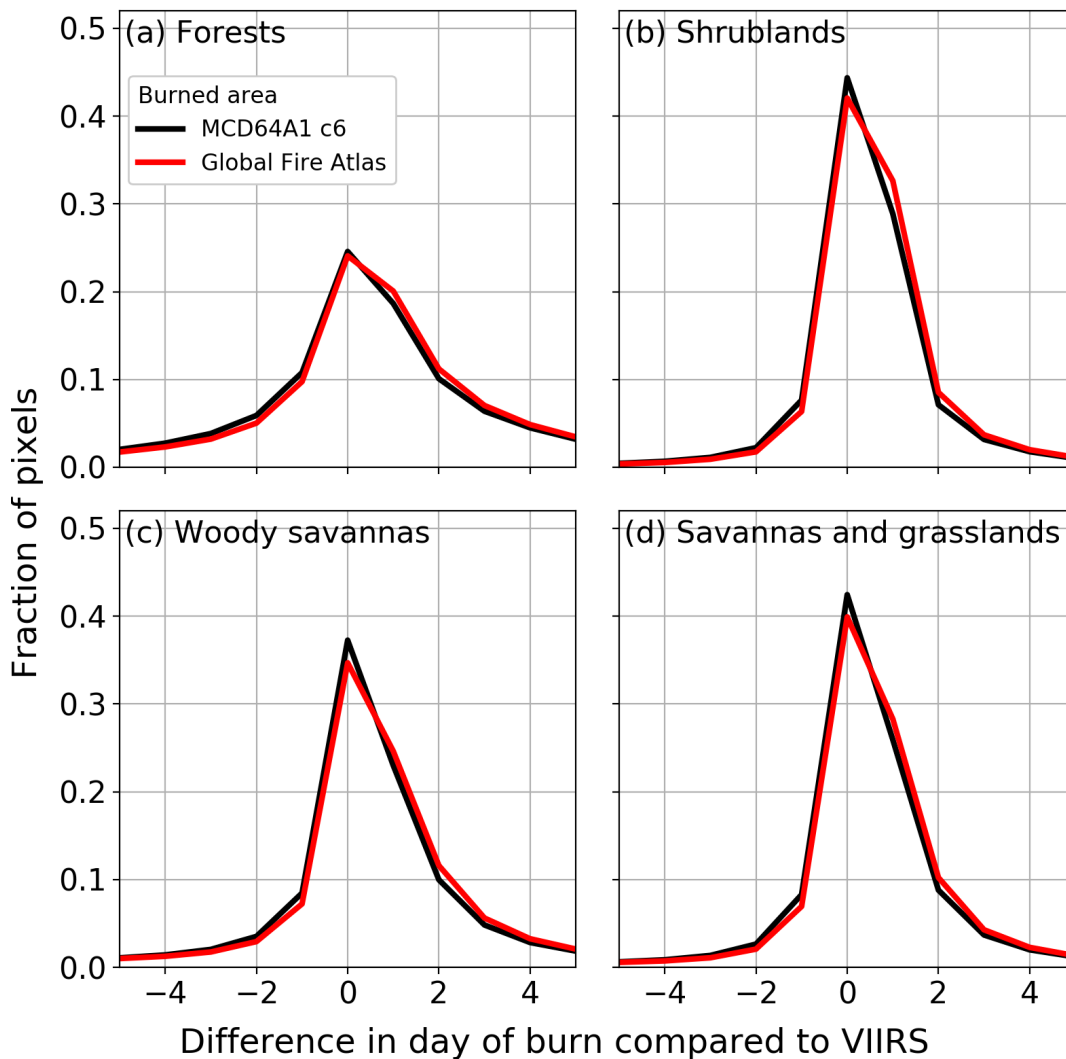 (a) Forests
Burned area
MCD64A1 c6
Global Fire Atlas
0.5
0.4
0.3
0.2
0.1
0.0
(b) Shrublands
Fraction of pixels
(c) Woody savannas
0.5
0.4
0.3
0.2
0.1
0.0
−4 −2 0 2 4
(d) Savannas and grasslands
−4 −2 0 2 4
Difference in day of burn compared to VIIRS